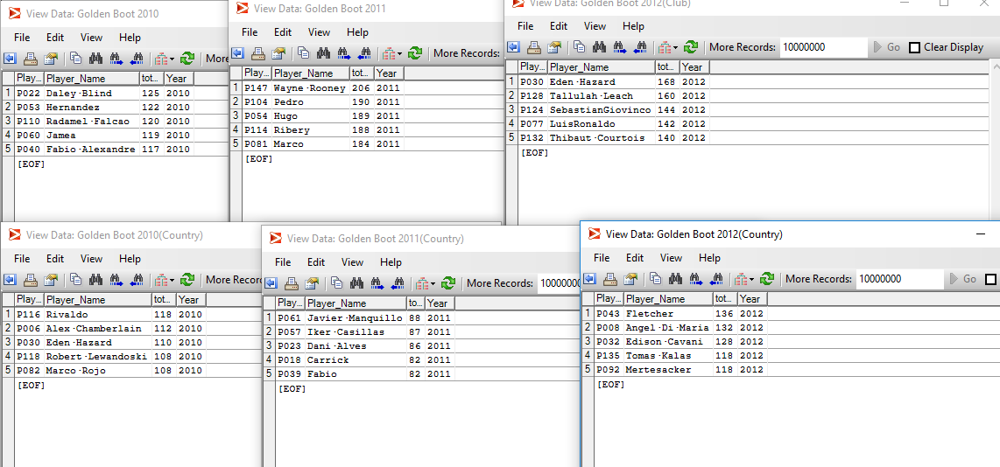 View Data: Golden Boot 2010
File Edit View Help
More
Play... Player_Name tot... Year
1 P022 Daley·Blind 125 2010
2 P053 Hernandez 122 2010
3 P110 Radamel·Falcao 120 2010
4 P060 Jamea 119 2010
5 P040 Fabio·Alexandre 117 2010
[EOF]
View Data: Golden Boot 2011
File Edit View Help
More Records:
Play... Player_Name tot... Year
1 P147 Wayne·Rooney 206 2011
2 P104 Pedro 190 2011
3 P054 Hugo 189 2011
4 P114 Ribery 188 2011
5 P081 Marco 184 2011
[EOF]
View Data: Golden Boot 2012(Club)
File Edit View Help
More Records: 10000000 Go Clear Display
Play... Player_Name tot... Year
1 P030 Eden·Hazard 168 2012
2 P128 Tallulah·Leach 160 2012
3 P124 SebastianGiovinco 144 2012
4 P077 LuisRonaldo 142 2012
5 P132 Thibaut·Courtois 140 2012
[EOF]
View Data: Golden Boot 2010(Country)
File Edit View Help
More Recor
Play... Player_Name tot... Year
1 P116 Rivaldo 118 2010
2 P006 Alex·Chamberlain 112 2010
3 P030 Eden·Hazard 110 2010
4 P118 Robert·Lewandoski 108 2010
5 P082 Marco·Rojo 108 2010
[EOF]
View Data: Golden Boot 2011(Country)
File Edit View Help
More Records: 1000000
Play... Player_Name to... Year
1 P061 Javier·Manquillo 88 2011
2 P057 Iker·Casillas 87 2011
3 P023 Dani·Alves 86 2011
4 P018 Carrick 82 2011
5 P039 Fabio 82 2011
[EOF]
View Data: Golden Boot 2012(Country)
File Edit View Help
More Records: 10000000 Go
Play... Player_Name tot... Year
1 P043 Fletcher 136 2012
2 P008 Angel·Di·Maria 132 2012
3 P032 Edison·Cavani 128 2012
4 P135 Tomas·Kalas 118 2012
5 P092 Mertesacker 118 2012
[EOF]